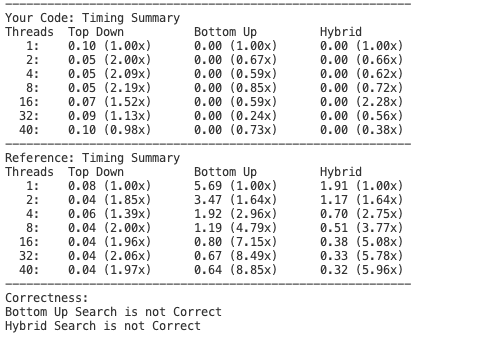 Your Code: Timing Summary
Threads Top Down Bottom Up Hybrid
1: 0.10 (1.00x) 0.00 (1.00x) 0.00 (1.00x)
2: 0.05 (2.00x) 0.00 (0.67x) 0.00 (0.66x)
4: 0.05 (2.09x) 0.00 (0.59x) 0.00 (0.62x)
8: 0.05 (2.19x) 0.00 (0.85x) 0.00 (0.72x)
16: 0.07 (1.52x) 0.00 (0.59x) 0.00 (2.28x)
32: 0.09 (1.13x) 0.00 (0.24x) 0.00 (0.56x)
40: 0.10 (0.98x) 0.00 (0.73x) 0.00 (0.38x)
Reference: Timing Summary
Threads Top Down Bottom Up Hybrid
1: 0.08 (1.00x) 5.69 (1.00x) 1.91 (1.00x)
2: 0.04 (1.85x) 3.47 (1.64x) 1.17 (1.64x)
4: 0.06 (1.39x) 1.92 (2.96x) 0.70 (2.75x)
8: 0.04 (2.00x) 1.19 (4.79x) 0.51 (3.77x)
16: 0.04 (1.96x) 0.80 (7.15x) 0.38 (5.08x)
32: 0.04 (2.06x) 0.67 (8.49x) 0.33 (5.78x)
40: 0.04 (1.97x) 0.64 (8.85x) 0.32 (5.96x)
Correctness:
Bottom Up Search is not Correct
Hybrid Search is not Correct